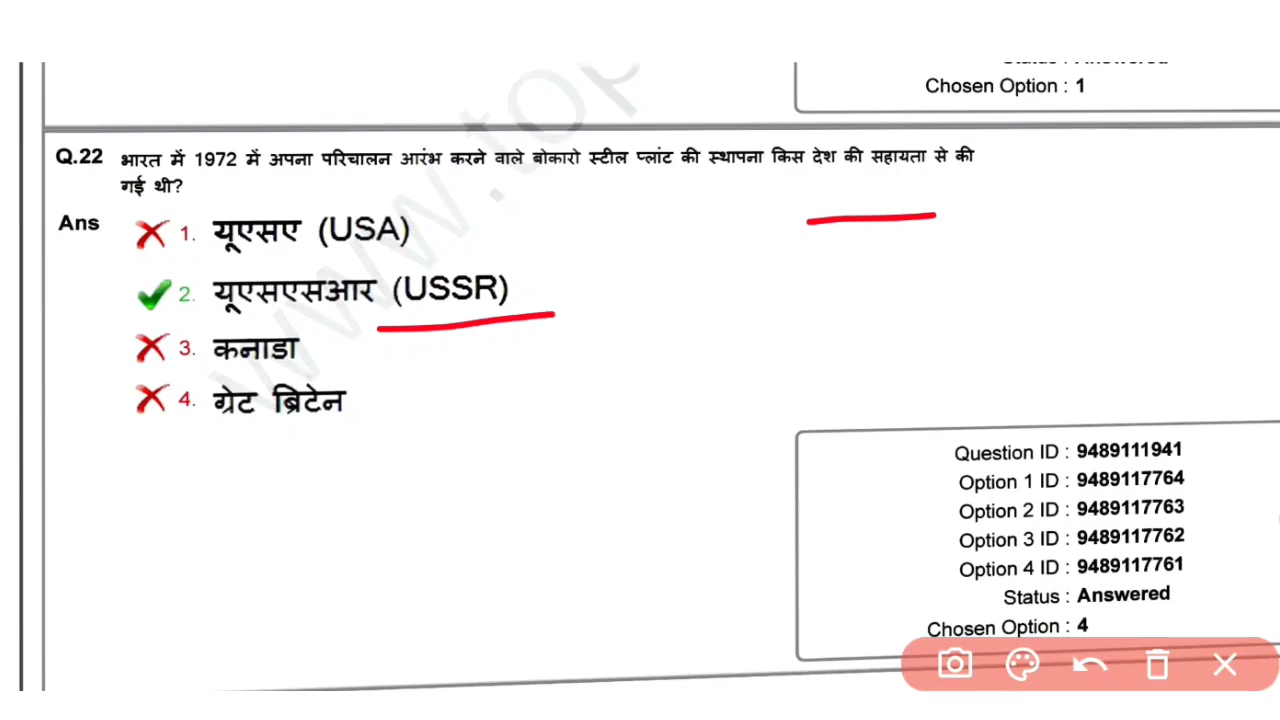 Chosen Option : 1
Q.22 भारत में 1972 में अपना परिचालन आरंभ करने वाले बोकारो स्टील प्लांट की स्थापना किस देश की सहायता से की
गई थी?
Ans
1. यूएसए (USA)
2. यूएसएसआर (USSR)
3. कनाडा
4. ग्रेट ब्रिटेन
Question ID : 9489111941
Option 1 ID : 9489117764
Option 2 ID : 9489117763
Option 3 ID : 9489117762
Option 4 ID : 9489117761
Status : Answered
Chosen Option : 4
www.top